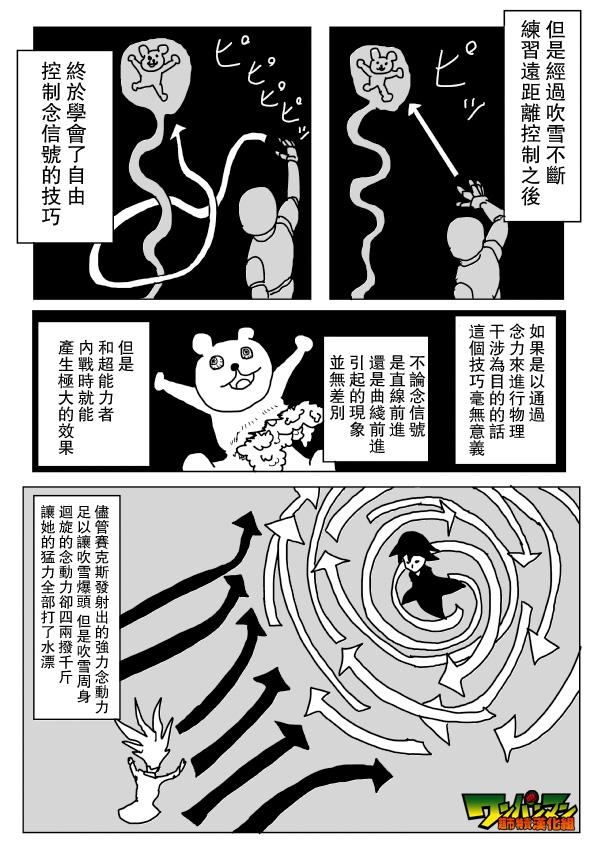 但是經過吹雪不斷
練習遠距離控制之後
ピピッ
ピピピピッ
終於學會了自由
控制念信號的技巧
如果是以通過
念力來進行物理
干涉為目的的話
這個技巧毫無意義
不論念信號
是直線前進
還是曲綫前進
引起的現象
並無差別
但是
和超能力者
內戰時就能
產生極大的效果
儘管賽克斯發射出的強力念動力
足以讓吹雪爆頭 但是吹雪周身
迴旋的念動力卻四兩撥千斤
讓她的猛力全部打了水漂
ワンパンマン
超市特賣漢化組